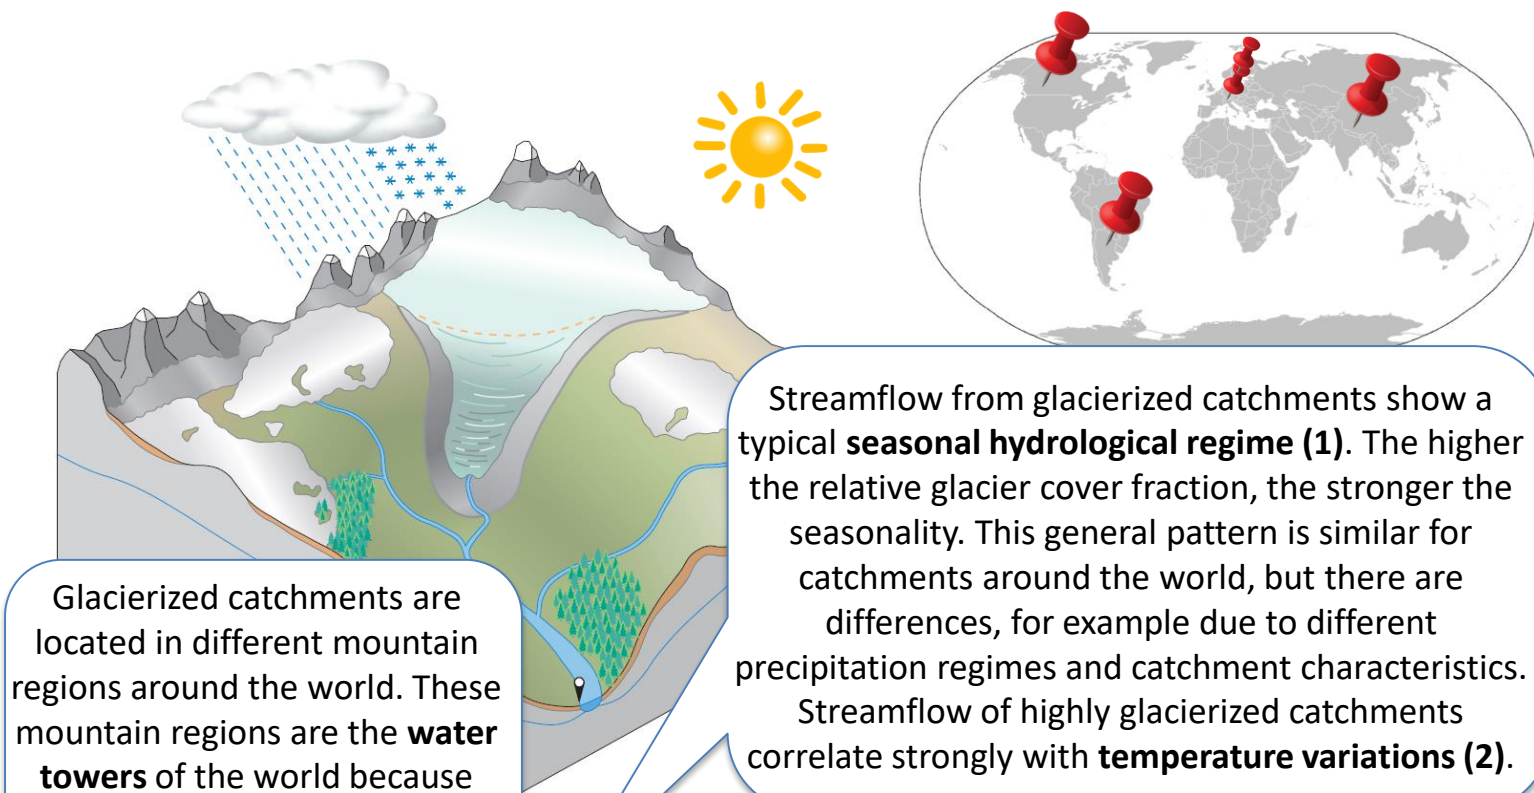 Streamflow from glacierized catchments show a
typical seasonal hydrological regime (1). The higher
the relative glacier cover fraction, the stronger the
seasonality. This general pattern is similar for
catchments around the world, but there are
differences, for example due to different
precipitation regimes and catchment characteristics.
Streamflow of highly glacierized catchments
correlate strongly with temperature variations (2).
Glacierized catchments are
located in different mountain
regions around the world. These
mountain regions are the water
towers of the world because